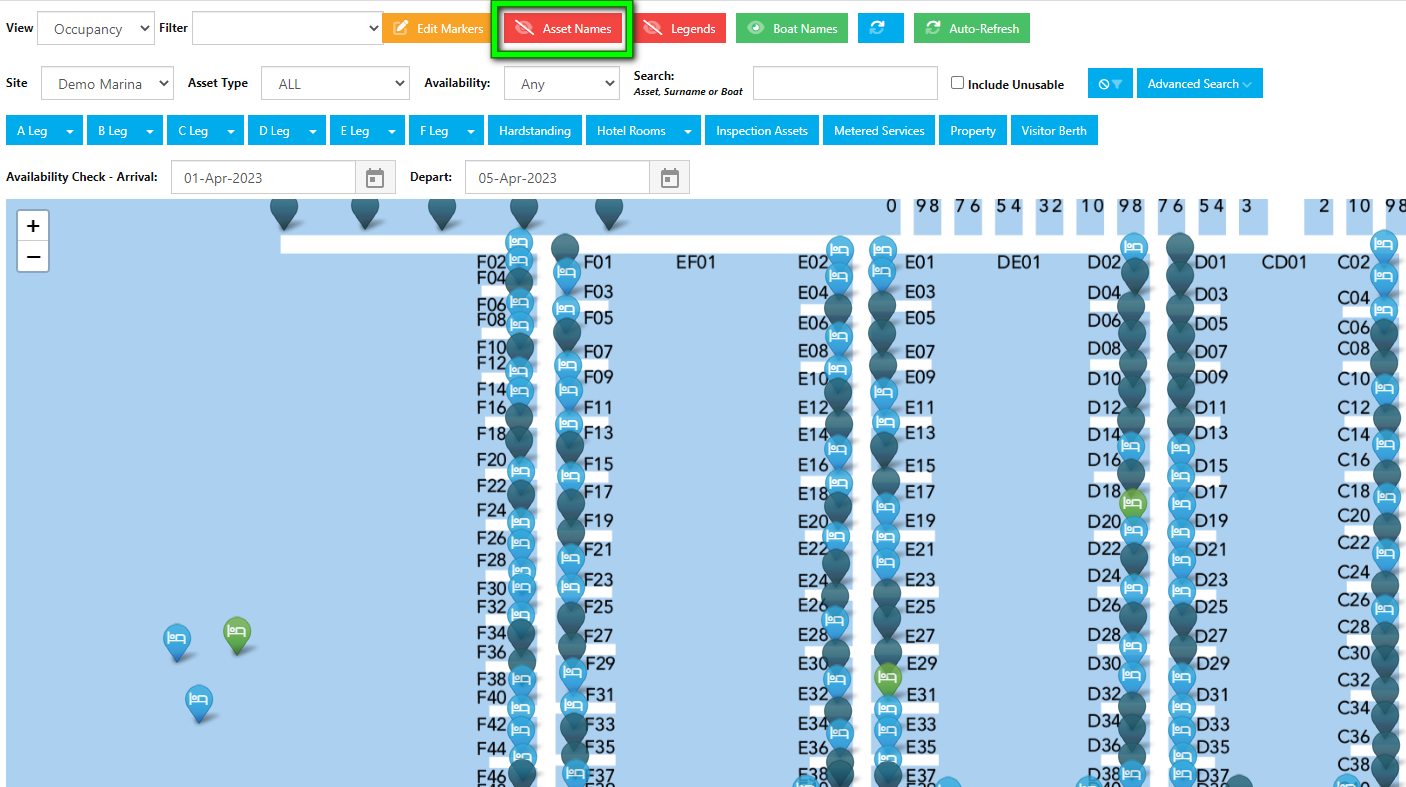 View Occupancy Filter Edit Markers Asset Names Legends Boat Names Auto-Refresh
Site Demo Marina Asset Type ALL Availability: Any Search: Asset, Surname or Boat Include Unusable Advanced Search
A Leg B Leg C Leg D Leg E Leg F Leg Hardstanding Hotel Rooms Inspection Assets Metered Services Property Visitor Berth
Availability Check - Arrival: 01-Apr-2023 Depart: 05-Apr-2023
+
−
0 98 76 54 32 10 98 76 54 3 2 10 98
F02 F01 EF01 E02 E01 DE01 D02 D01 CD01 C02
F04 F03 E04 E03 D04 D03 C04
F06 F05 E06 E05 D06 D05 C06
F08 F07 E08 E07 D08 D07 C08
F10 F09 E10 E09 D10 D09 C10
F12 F11 E12 E11 D12 D11 C12
F14 F13 E14 E13 D14 D13 C14
F16 F15 E16 E15 D16 D15 C16
F18 F17 E18 E17 D18 D17 C18
F20 F19 E20 E19 D20 D19 C20
F22 F21 E22 E21 D22 D21 C22
F24 F23 E24 E23 D24 D23 C24
F26 F25 E26 E25 D26 D25 C26
F28 F27 E28 D28 D27 C28
F30 F29 E30 E29 D30 D29 C30
F32 F31 E32 E31 D32 D31 C32
F34 F33 E34 E33 D34 D33 C34
F36 F35 E36 E35 D36 D35 C36
F38 F37 E38 E37 D38 D37 C38
F40
F42
F44
F46